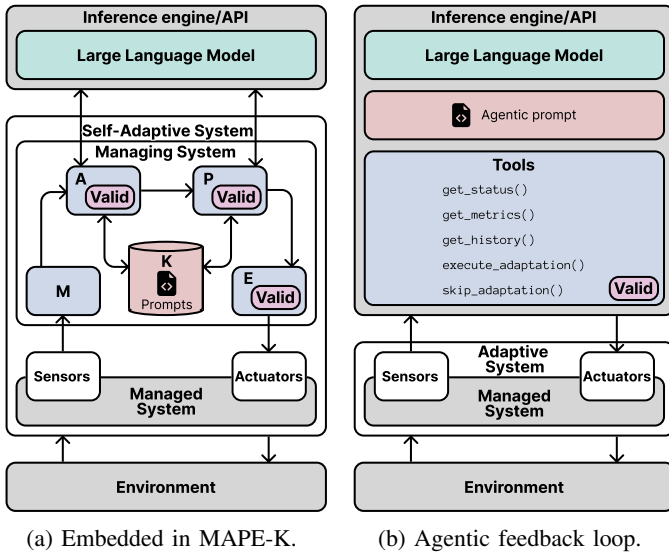 Inference engine/API
Large Language Model
Self-Adaptive System
Managing System
A
Valid
P
Valid
K
Prompts
M
E
Valid
Sensors
Actuators
Managed
System
Environment
(a) Embedded in MAPE-K.
Inference engine/API
Large Language Model
Agentic prompt
Tools
get_status()
get_metrics()
get_history()
execute_adaptation()
skip_adaptation()
Valid
Adaptive
System
Sensors
Actuators
Managed
System
Environment
(b) Agentic feedback loop.